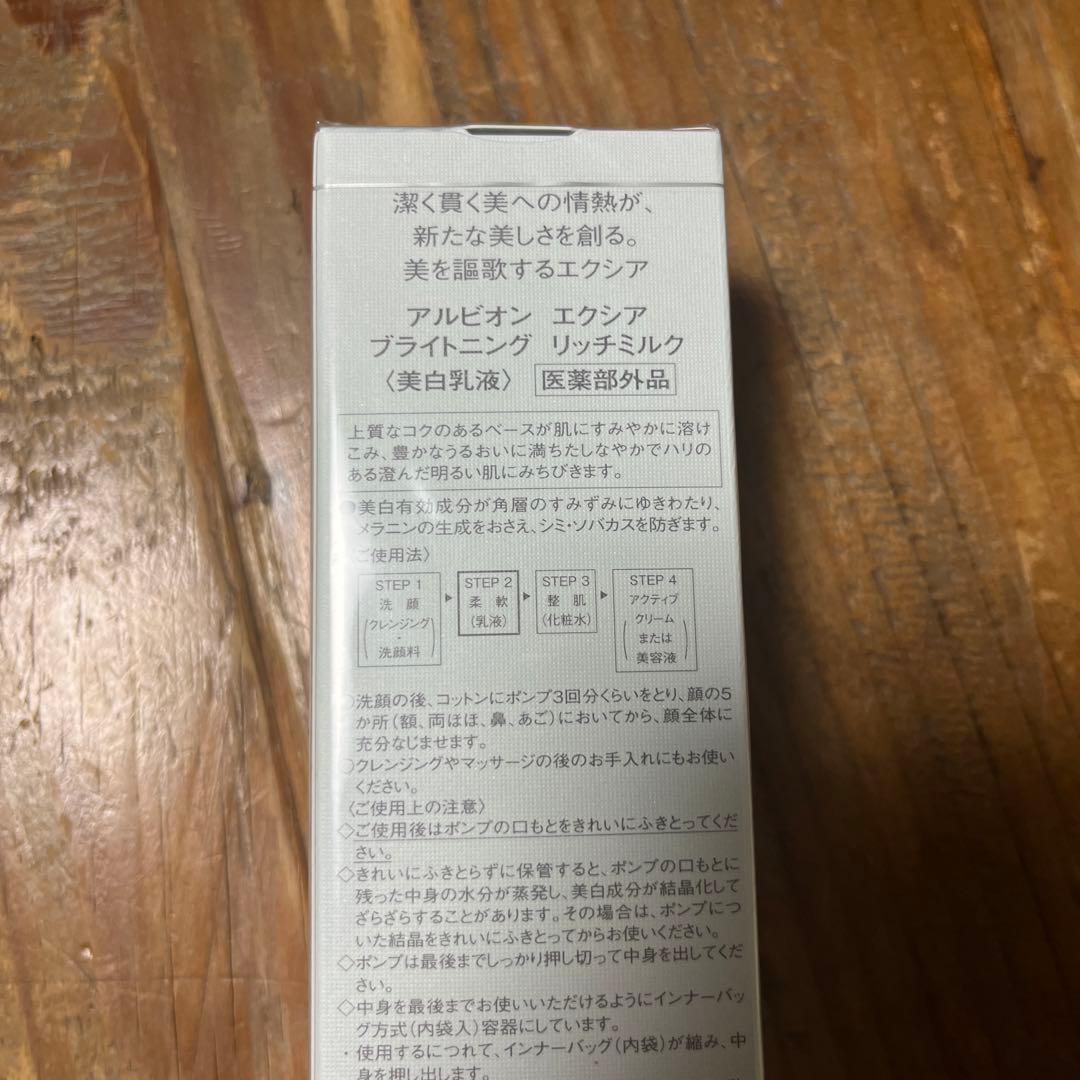 潔く貫く美への情熱が、
新たな美しさを創る。
美を謳歌するエクシア
アルビオン エクシア
ブライトニング リッチミルク
〈美白乳液〉 医薬部外品
上質なコクのあるベースが肌にすみやかに溶け
こみ、豊かなうるおいに満ちたしなやかでハリの
ある澄んだ明るい肌にみちびきます。
●美白有効成分が角層のすみずみにゆきわたり、
メラニンの生成をおさえ、シミ・ソバカスを防ぎます。
〈ご使用法〉
STEP 1
洗顔
(クレンジング・洗顔料)
STEP 2
柔軟
(乳液)
STEP 3
整肌
(化粧水)
STEP 4
アクティブ
(クリームまたは美容液)
○洗顔の後、コットンにポンプ3回分くらいをとり、顔の5
か所(額、両ほほ、鼻、あご)においてから、顔全体に
充分なじませます。
○クレンジングやマッサージの後のお手入れにもお使い
ください。
〈ご使用上の注意〉
◇ご使用後はポンプの口もとをきれいにふきとってくだ
さい。
◇きれいにふきとらずに保管すると、ポンプの口もとに
残った中身の水分が蒸発し、美白成分が結晶化して
ざらざらすることがあります。その場合は、ポンプにつ
いた結晶をきれいにふきとってからお使いください。
◇ポンプは最後までしっかり押し切って中身を出してくだ
さい。
◇中身を最後までお使いいただけるようにインナーバッ
グ方式(内袋入)容器にしています。
・使用するにつれて、インナーバッグ(内袋)が縮み、中
身を押し出します。